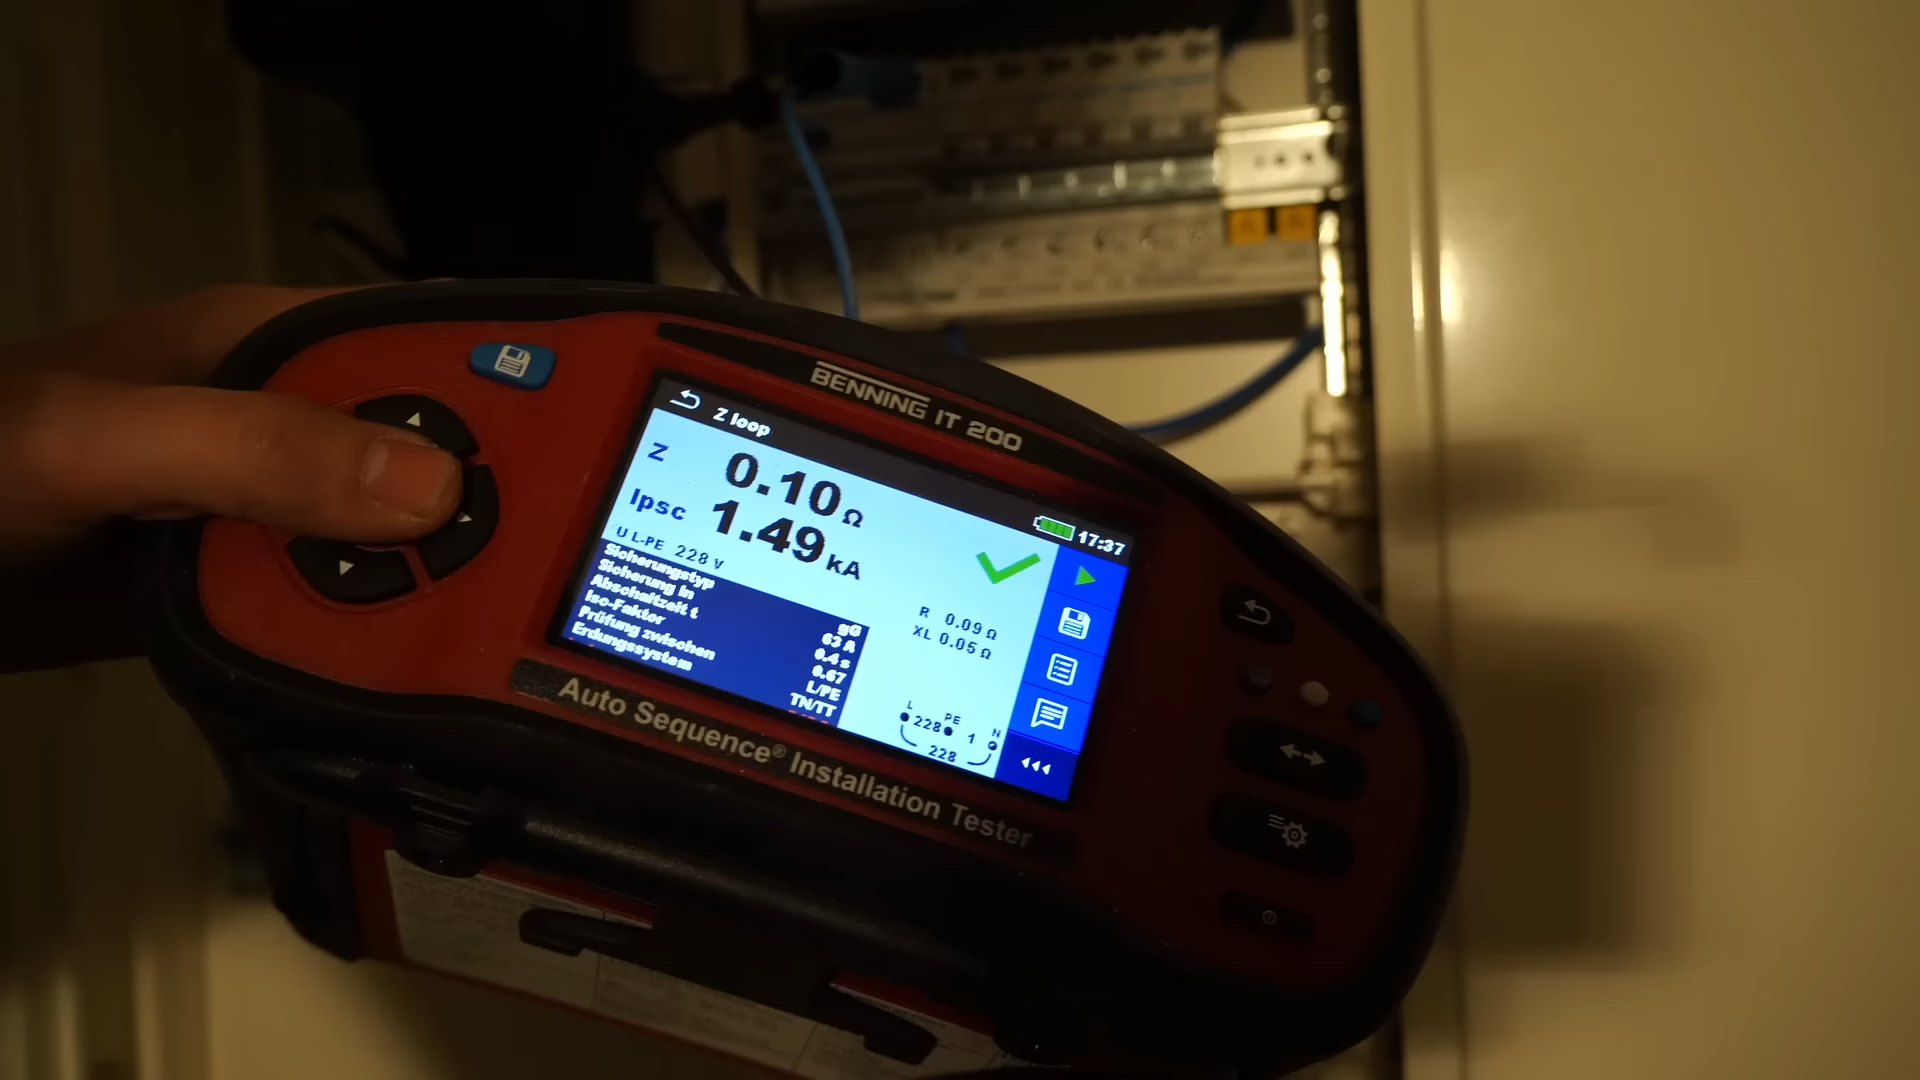 BENNING IT 200
Z loop
17:37
Z 0.10 Ω
Ipsc 1.49 kA
U L-PE 228 V
Sicherungstyp gG
Sicherung In 63 A
Abschaltzeit t 0.4 s
Isc-Faktor 0.67
Prüfung zwischen L/PE
Erdungssystem TN/TT
R 0.09 Ω
XL 0.05 Ω
L PE N
228 1
228
Auto Sequence® Installation Tester